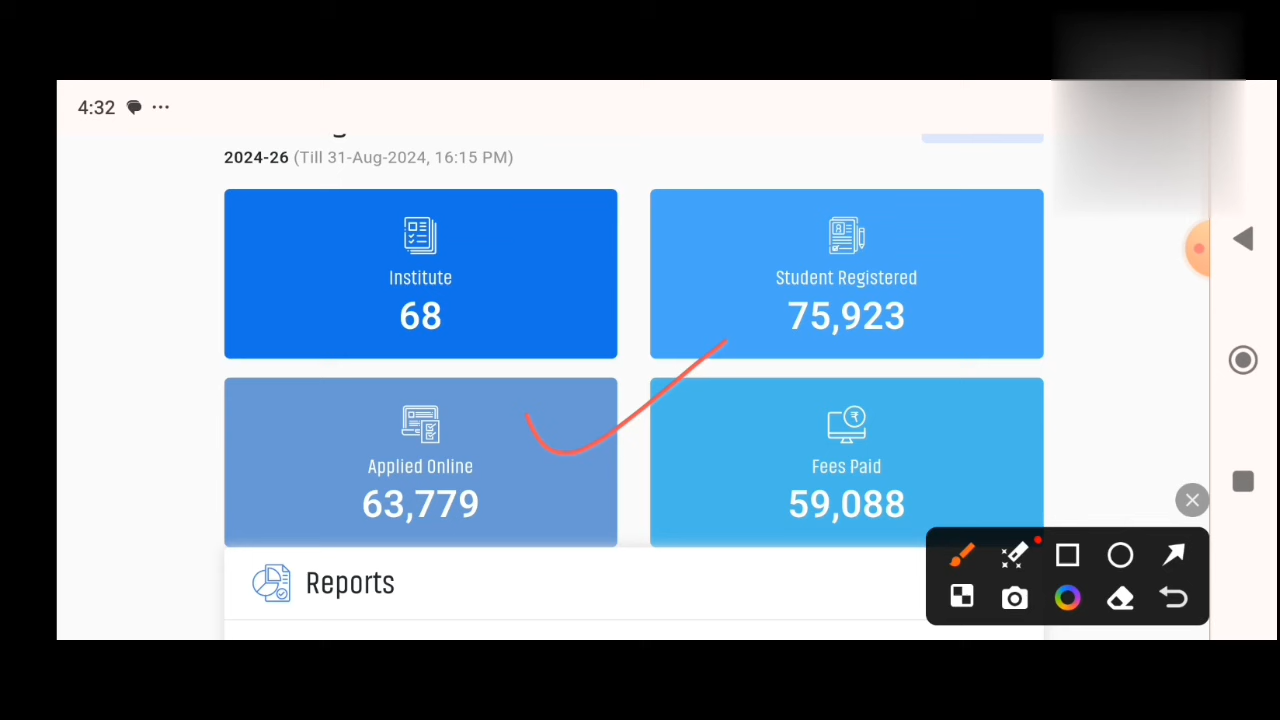 4:32
2024-26 (Till 31-Aug-2024, 16:15 PM)
Institute
68
Student Registered
75,923
Applied Online
63,779
Fees Paid
59,088
Reports